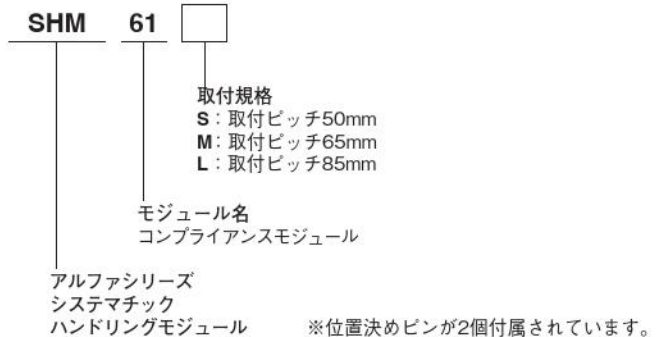 SHM 61
取付規格
S：取付ピッチ50mm
M：取付ピッチ65mm
L：取付ピッチ85mm
モジュール名
コンプライアンスモジュール
アルファシリーズ
システマチック
ハンドリングモジュール ※位置決めピンが2個付属されています。